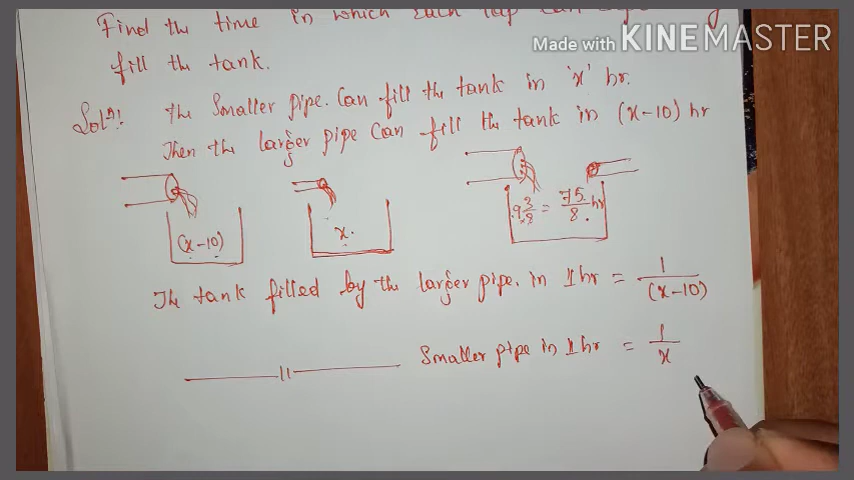 Find the time in which each tap can
fill the tank.
Made with KINEMASTER
Solⁿ: The Smaller pipe. Can fill the tank in 'x' hr.
Then the larger pipe Can fill the tank in (x-10) hr
(x-10)
x.
9 3/8 = 75/8 hr
The tank filled by the larger pipe. in 1 hr = 1/(x-10)
—— 11 —— Smaller pipe in 1 hr = 1/x